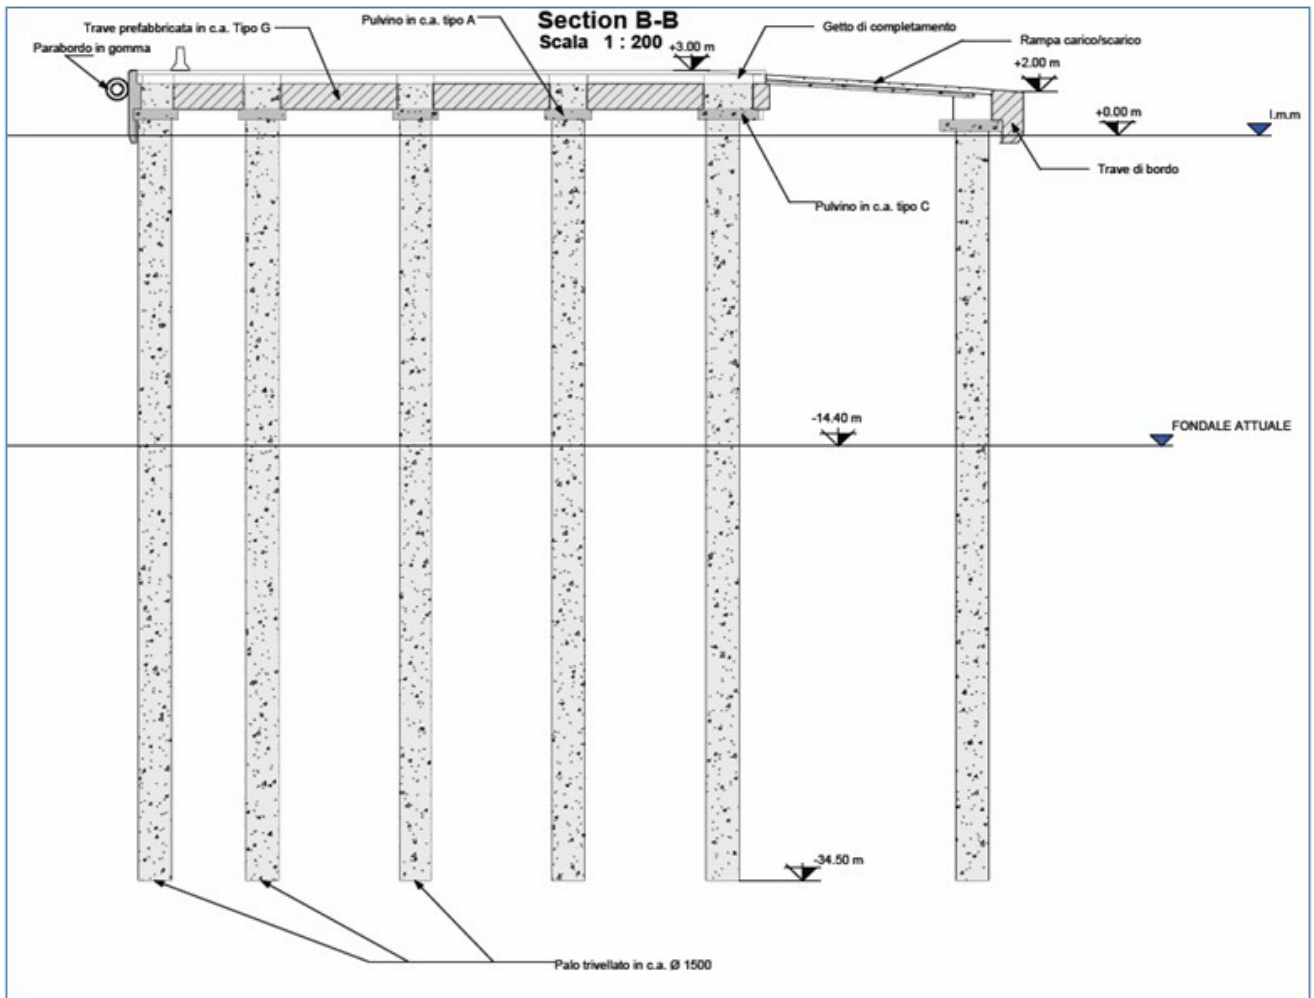 Section B-B
Scala 1 : 200
Pulvino in c.a. tipo A
Trave prefabbricata in c.a. Tipo G
Getto di completamento
Parabordo in gomma
+3.00 m
Rampa carico/scarico
+2.00 m
+0.00 m
l.m.m
Trave di bordo
Pulvino in c.a. tipo C
-14.40 m
FONDALE ATTUALE
-34.50 m
Palo trivellato in c.a. Ø 1500